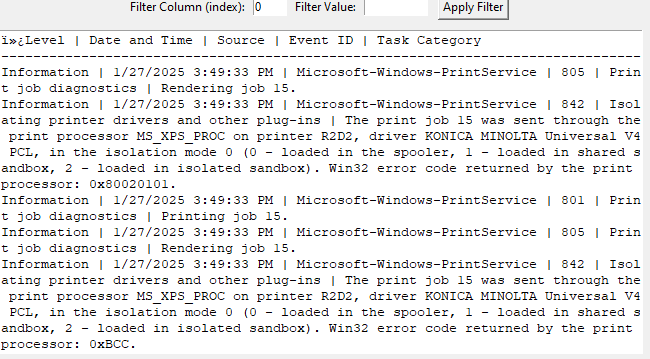 Filter Column (index): 0 Filter Value: Apply Filter
ï»¿Level | Date and Time | Source | Event ID | Task Category
--------------------------------------------------------------------------------
Information | 1/27/2025 3:49:33 PM | Microsoft-Windows-PrintService | 805 | Prin
t job diagnostics | Rendering job 15.
Information | 1/27/2025 3:49:33 PM | Microsoft-Windows-PrintService | 842 | Isol
ating printer drivers and other plug-ins | The print job 15 was sent through the
print processor MS_XPS_PROC on printer R2D2, driver KONICA MINOLTA Universal V4
PCL, in the isolation mode 0 (0 - loaded in the spooler, 1 - loaded in shared s
andbox, 2 - loaded in isolated sandbox). Win32 error code returned by the print
processor: 0x80020101.
Information | 1/27/2025 3:49:33 PM | Microsoft-Windows-PrintService | 801 | Prin
t job diagnostics | Printing job 15.
Information | 1/27/2025 3:49:33 PM | Microsoft-Windows-PrintService | 805 | Prin
t job diagnostics | Rendering job 15.
Information | 1/27/2025 3:49:33 PM | Microsoft-Windows-PrintService | 842 | Isol
ating printer drivers and other plug-ins | The print job 15 was sent through the
print processor MS_XPS_PROC on printer R2D2, driver KONICA MINOLTA Universal V4
PCL, in the isolation mode 0 (0 - loaded in the spooler, 1 - loaded in shared s
andbox, 2 - loaded in isolated sandbox). Win32 error code returned by the print
processor: 0xBCC.